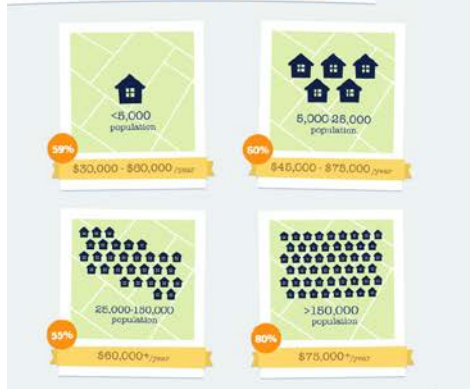 <5,000
population
59%
$30,000 - $60,000 /year
5,000-25,000
population
60%
$45,000 - $75,000 /year
25,000-150,000
population
55%
$60,000+/year
>150,000
population
80%
$75,000+/year